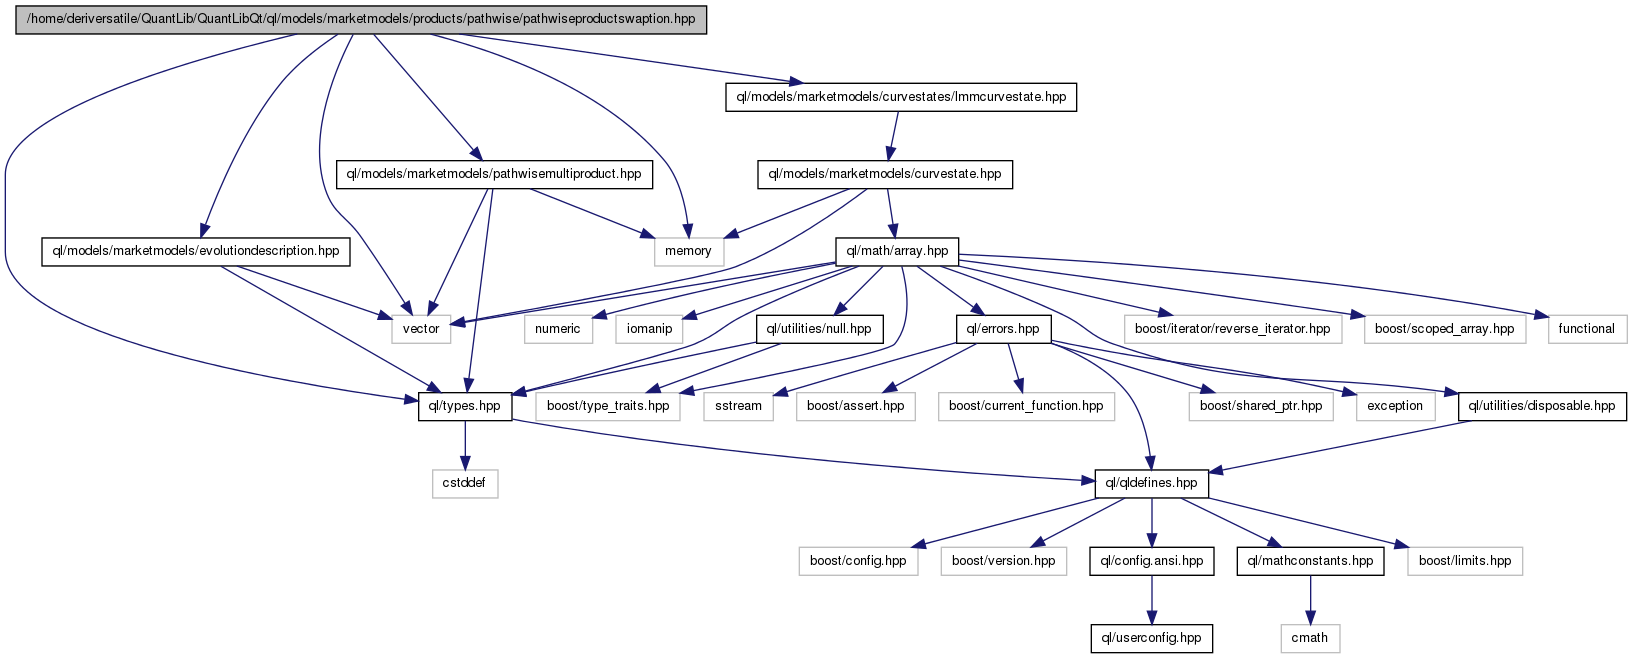 /home/deriversatile/QuantLib/QuantLibQt/ql/models/marketmodels/products/pathwise/pathwiseproductswaption.hpp
ql/models/marketmodels/curvestates/lmmcurvestate.hpp
ql/models/marketmodels/pathwisemultiproduct.hpp
ql/models/marketmodels/curvestate.hpp
ql/models/marketmodels/evolutiondescription.hpp
memory
ql/math/array.hpp
vector
numeric
iomanip
ql/utilities/null.hpp
ql/errors.hpp
boost/iterator/reverse_iterator.hpp
boost/scoped_array.hpp
functional
ql/types.hpp
boost/type_traits.hpp
sstream
boost/assert.hpp
boost/current_function.hpp
boost/shared_ptr.hpp
exception
ql/utilities/disposable.hpp
cstddef
ql/qldefines.hpp
boost/config.hpp
boost/version.hpp
ql/config.ansi.hpp
ql/mathconstants.hpp
boost/limits.hpp
ql/userconfig.hpp
cmath